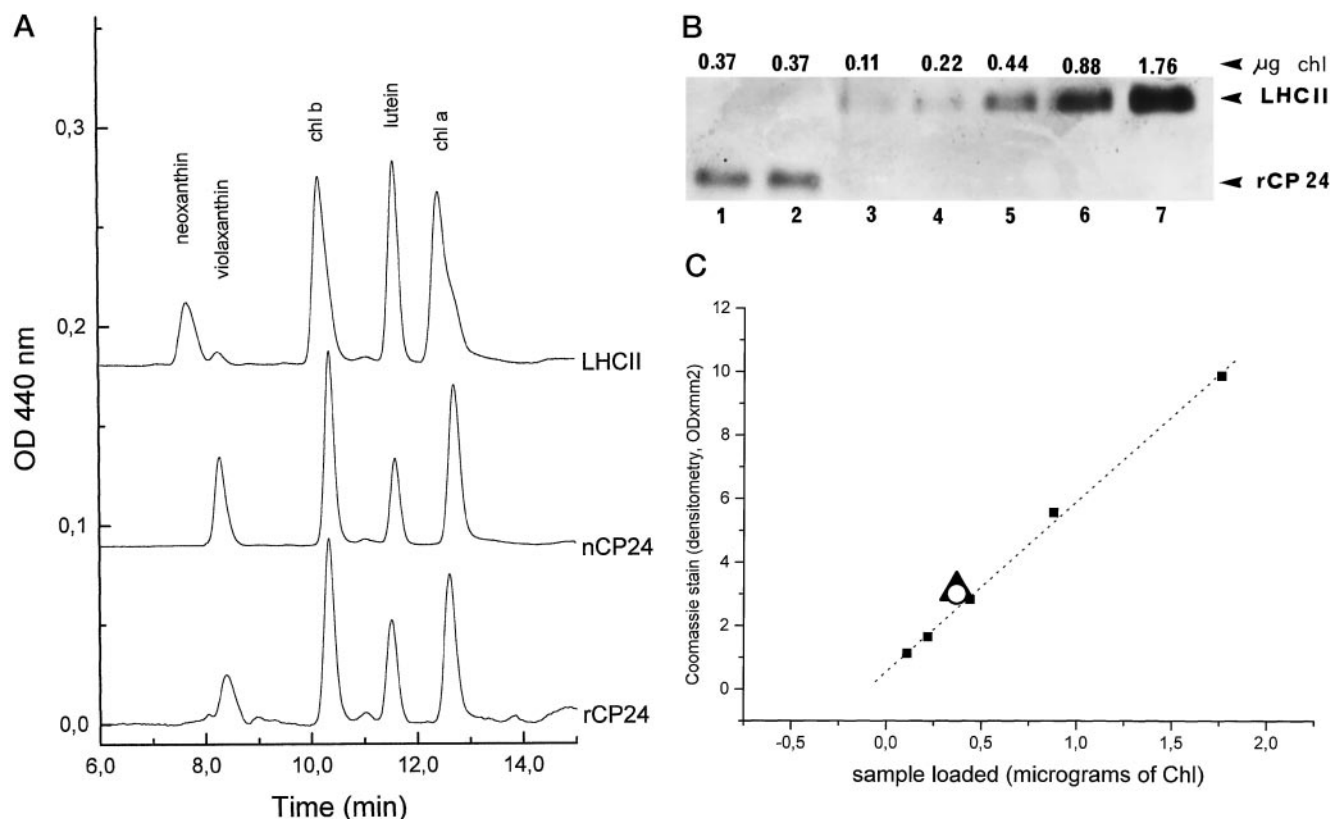 A
neoxanthin
violaxanthin
chl b
lutein
chl a
0,3
0,2
0,1
0,0
OD 440 nm
LHCII
nCP24
rCP24
6,0 8,0 10,0 12,0 14,0
Time (min)
B
0.37 0.37 0.11 0.22 0.44 0.88 1.76 µg chl
LHCII
rCP24
1 2 3 4 5 6 7
C
Coomassie stain (densitometry, ODxmm2)
12
10
8
6
4
2
0
-0,5 0,0 0,5 1,0 1,5 2,0
sample loaded (micrograms of Chl)